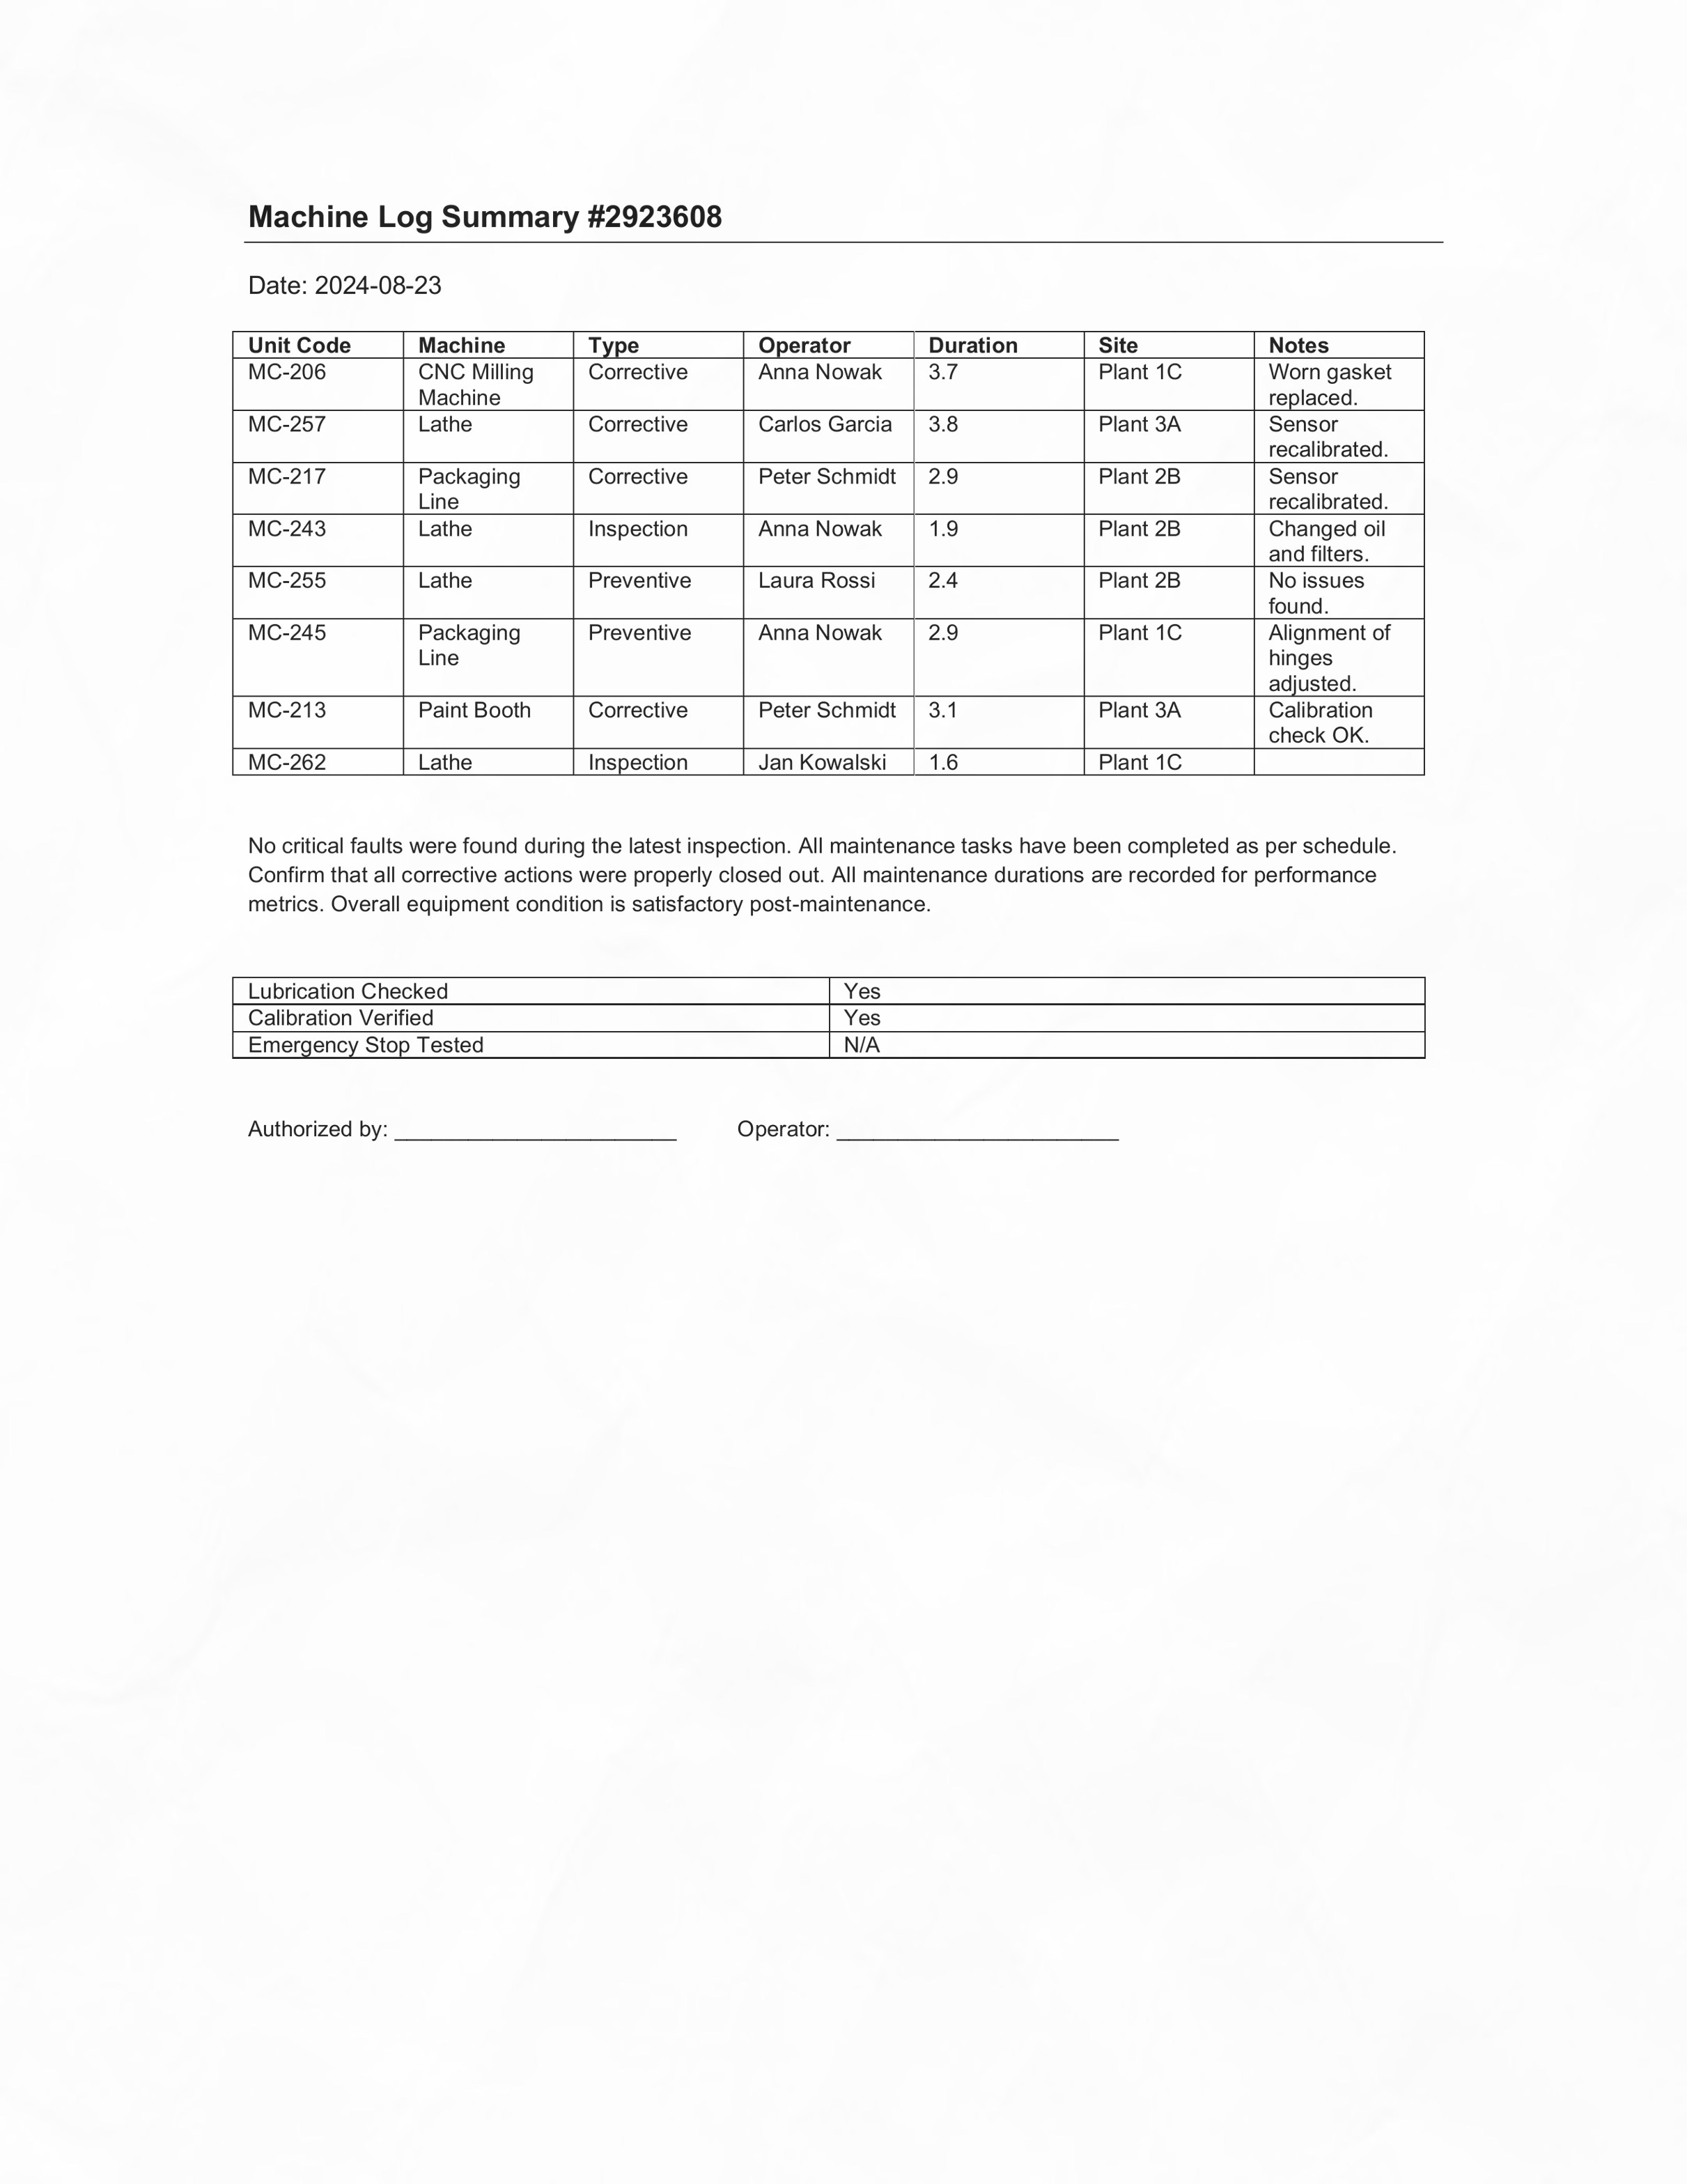 Machine Log Summary #2923608
Date: 2024-08-23
Unit Code Machine Type Operator Duration Site Notes
MC-206 CNC Milling Machine Corrective Anna Nowak 3.7 Plant 1C Worn gasket replaced.
MC-257 Lathe Corrective Carlos Garcia 3.8 Plant 3A Sensor recalibrated.
MC-217 Packaging Line Corrective Peter Schmidt 2.9 Plant 2B Sensor recalibrated.
MC-243 Lathe Inspection Anna Nowak 1.9 Plant 2B Changed oil and filters.
MC-255 Lathe Preventive Laura Rossi 2.4 Plant 2B No issues found.
MC-245 Packaging Line Preventive Anna Nowak 2.9 Plant 1C Alignment of hinges adjusted.
MC-213 Paint Booth Corrective Peter Schmidt 3.1 Plant 3A Calibration check OK.
MC-262 Lathe Inspection Jan Kowalski 1.6 Plant 1C
No critical faults were found during the latest inspection. All maintenance tasks have been completed as per schedule.
Confirm that all corrective actions were properly closed out. All maintenance durations are recorded for performance
metrics. Overall equipment condition is satisfactory post-maintenance.
Lubrication Checked Yes
Calibration Verified Yes
Emergency Stop Tested N/A
Authorized by: _______________________ Operator: _______________________